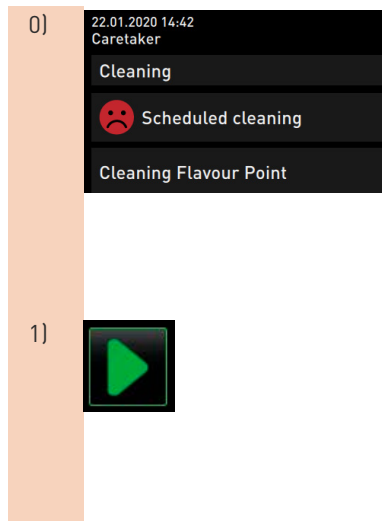 0)
22.01.2020 14:42
Caretaker
Cleaning
Scheduled cleaning
Cleaning Flavour Point
1)